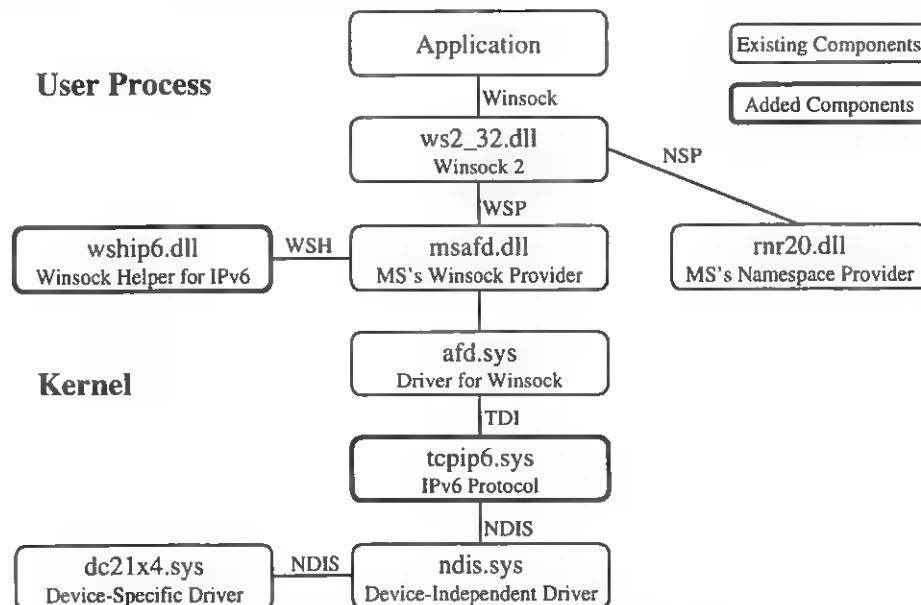 Application
Existing Components
User Process
Added Components
Winsock
ws2_32.dll
Winsock 2
NSP
WSP
wship6.dll
Winsock Helper for IPv6
WSH
msafd.dll
MS's Winsock Provider
rnr20.dll
MS's Namespace Provider
afd.sys
Driver for Winsock
Kernel
TDI
tcpip6.sys
IPv6 Protocol
NDIS
dc21x4.sys
Device-Specific Driver
NDIS
ndis.sys
Device-Independent Driver